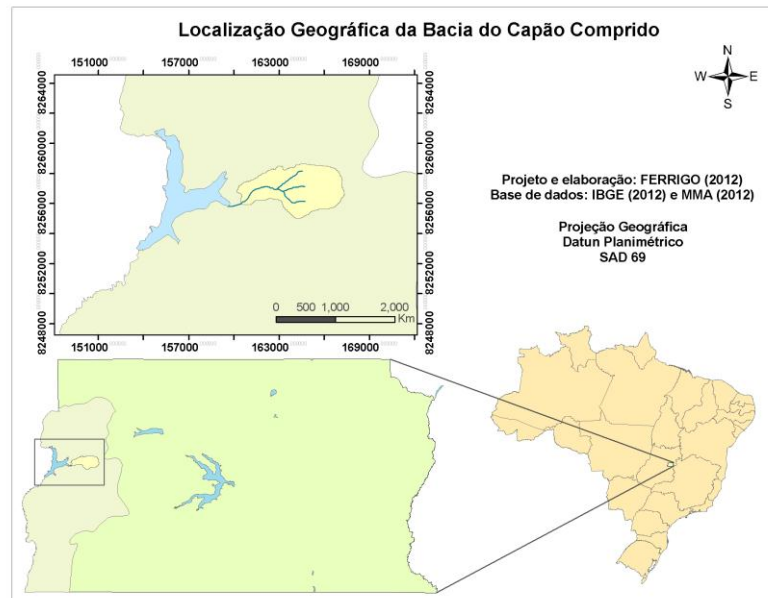 Localização Geográfica da Bacia do Capão Comprido
151000 157000 163000 169000
8264000 8264000
8260000 8260000
8256000 8256000
8252000 8252000
8248000 8248000
0 500 1,000 2,000
Km
151000 157000 163000 169000
N
W E
S
Projeto e elaboração: FERRIGO (2012)
Base de dados: IBGE (2012) e MMA (2012)
Projeção Geográfica
Datun Planimétrico
SAD 69